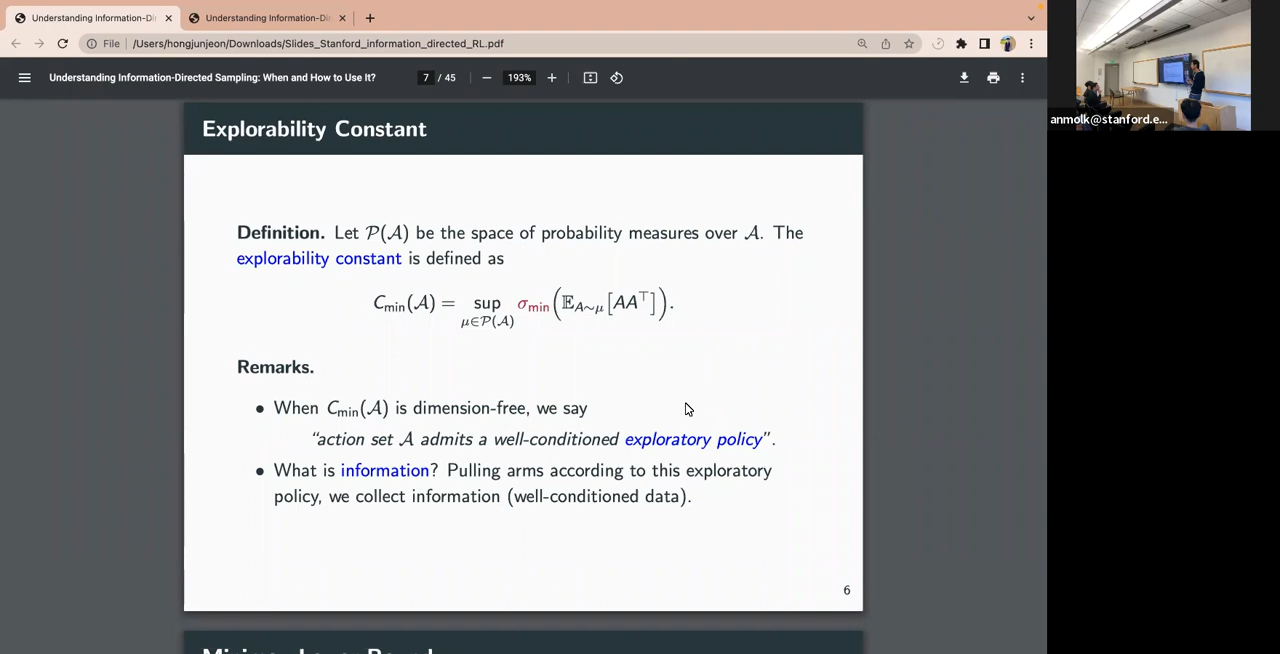 Understanding Information-Di
Understanding Information-Di
File
/Users/hongjunjeon/Downloads/Slides_Stanford_information_directed_RL.pdf
Understanding Information-Directed Sampling: When and How to Use It?
7 / 45
193%
anmolk@stanford.e...
Explorability Constant
Definition. Let P(A) be the space of probability measures over A. The
explorability constant is defined as
C_min(A) = sup_{μ∈P(A)} σ_min(𝔼_{A∼μ}[AA^⊤]).
Remarks.
• When C_min(A) is dimension-free, we say
“action set A admits a well-conditioned exploratory policy”.
• What is information? Pulling arms according to this exploratory
policy, we collect information (well-conditioned data).
6